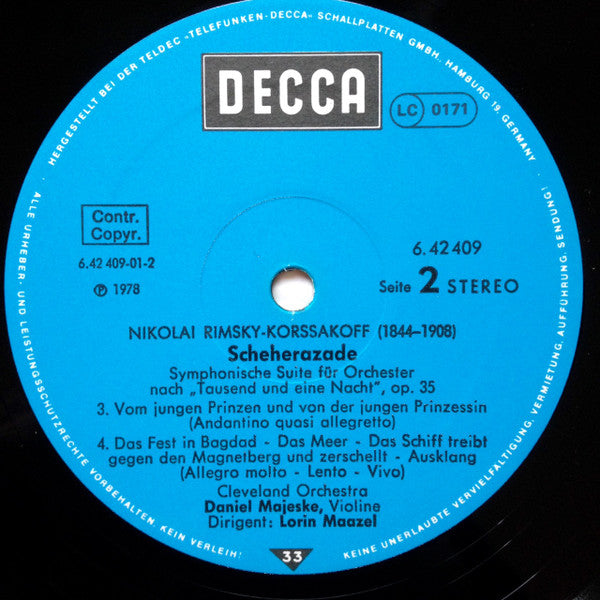 HERGESTELLT BEI DER TELDEC »TELEFUNKEN-DECCA« SCHALLPLATTEN GMBH, HAMBURG 19, GERMANY ·
DECCA
LC 0171
Contr.
Copyr.
6.42 409-01-2
Ⓟ 1978
6.42 409
Seite 2 STEREO
NIKOLAI RIMSKY-KORSSAKOFF (1844–1908)
Scheherazade
Symphonische Suite für Orchester
nach „Tausend und eine Nacht", op. 35
3. Vom jungen Prinzen und von der jungen Prinzessin
(Andantino quasi allegretto)
4. Das Fest in Bagdad - Das Meer - Das Schiff treibt
gegen den Magnetberg und zerschellt - Ausklang
(Allegro molto - Lento - Vivo)
Cleveland Orchestra
Daniel Majeske, Violine
Dirigent: Lorin Maazel
33
· ALLE URHEBER- UND LEISTUNGSSCHUTZRECHTE VORBEHALTEN. KEIN VERLEIH!
KEINE UNERLAUBTE VERVIELFÄLTIGUNG, VERMIETUNG, AUFFÜHRUNG, SENDUNG!